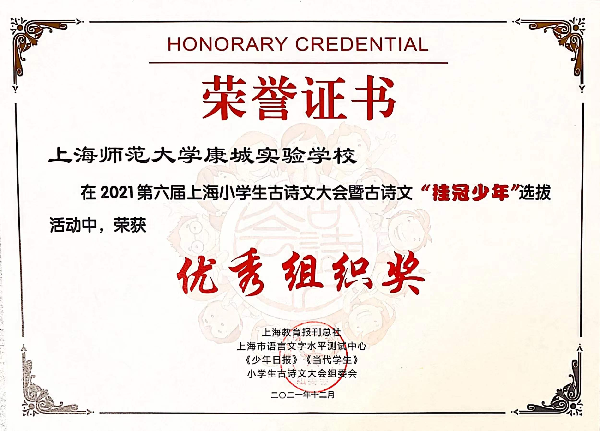 HONORARY CREDENTIAL
荣誉证书
上海师范大学康城实验学校
在2021第六届上海小学生古诗文大会暨古诗文“桂冠少年”选拔
活动中，荣获
优秀组织奖
上海教育报刊总社
上海市语言文字水平测试中心
《少年日报》《当代学生》
小学生古诗文大会组委会
二〇二一年十二月